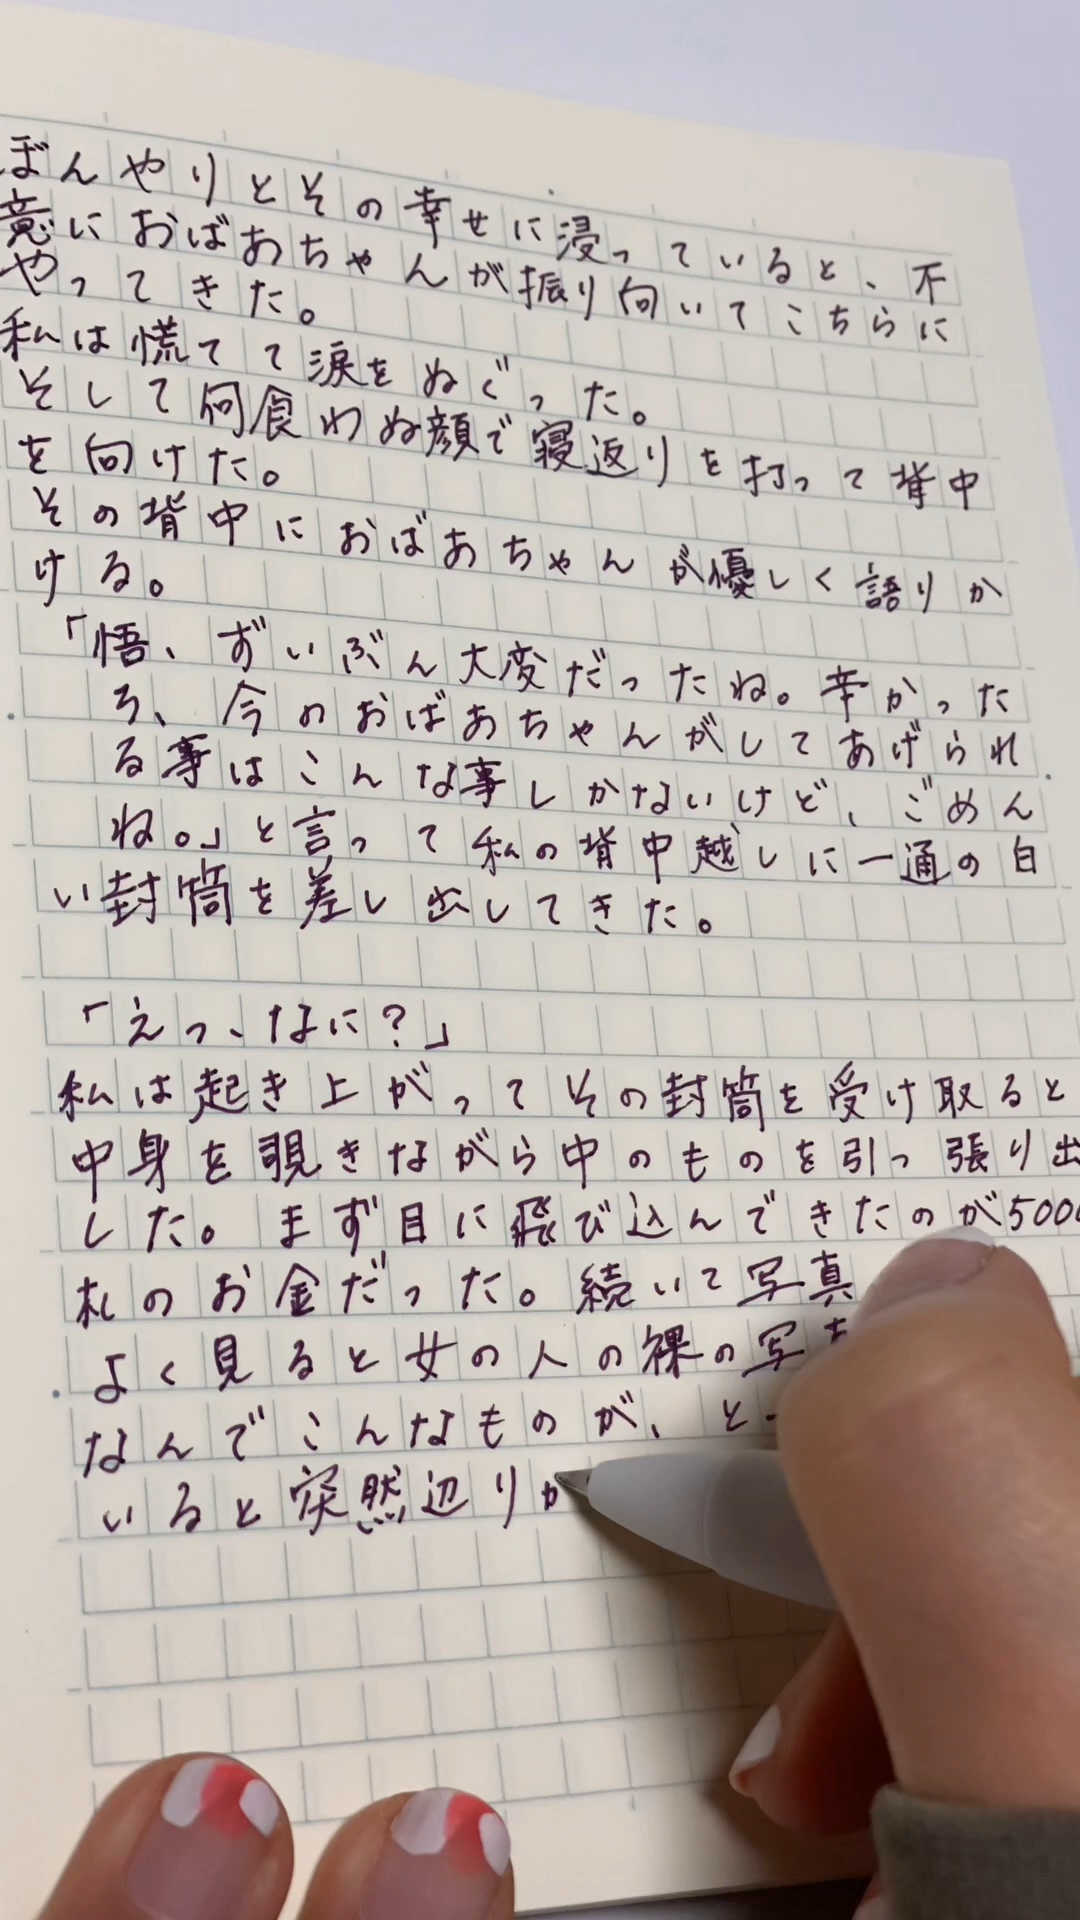 ぼんやりとその幸せに浸っていると、不
意におばあちゃんが振り向いてこちらに
やってきた。
私は慌てて涙をぬぐった。
そして何食わぬ顔で寝返りを打って背中
を向けた。
その背中におばあちゃんが優しく語りか
ける。
「悟、ずいぶん大変だったね。辛かった
ろ、今のおばあちゃんがしてあげられ
る事はこんな事しかないけど、ごめん
ね。」と言って私の背中越しに一通の白
い封筒を差し出してきた。
「えっ、なに?」
私は起き上がってその封筒を受け取ると
中身を覗きながら中のものを引っ張り出
した。まず目に飛び込んできたのが5000
札のお金だった。続いて写真
よく見ると女の人の裸の写真
なんでこんなものが、と
いると突然辺りか